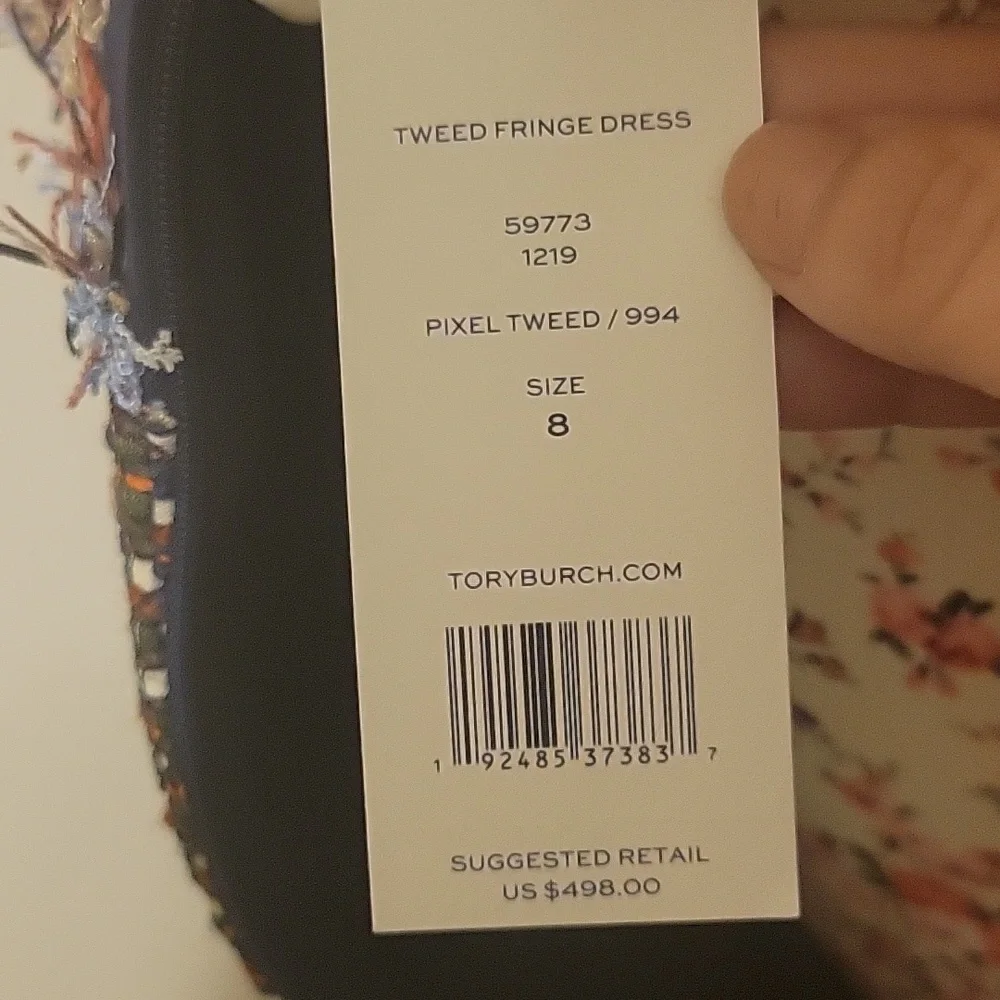 TWEED FRINGE DRESS
59773
1219
PIXEL TWEED / 994
SIZE
8
TORYBURCH.COM
1 92485 37383 7
SUGGESTED RETAIL
US $498.00